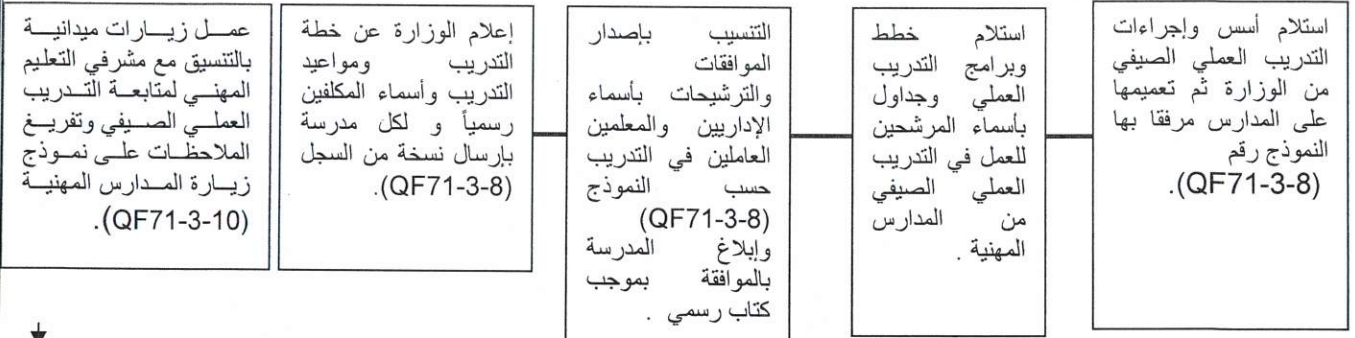 استلام أسس وإجراءات
التدريب العملي الصيفي
من الوزارة ثم تعميمها
على المدارس مرفقا بها
النموذج رقم
(QF71-3-8).
استلام خطط
وبرامج التدريب
العملي وجداول
بأسماء المرشحين
للعمل في التدريب
العملي الصيفي
من المدارس
المهنية .
التنسيب بإصدار
الموافقات
والترشيحات بأسماء
الإداريين والمعلمين
العاملين في التدريب
حسب النموذج
(QF71-3-8)
وإبلاغ المدرسة
بالموافقة بموجب
كتاب رسمي .
إعلام الوزارة عن خطة
التدريب ومواعيد
التدريب وأسماء المكلفين
رسمياً و لكل مدرسة
بإرسال نسخة من السجل
(QF71-3-8).
عمل زيارات ميدانية
بالتنسيق مع مشرفي التعليم
المهني لمتابعة التدريب
العملي الصيفي وتفريغ
الملاحظات على نموذج
زيارة المدارس المهنية
(QF71-3-10).